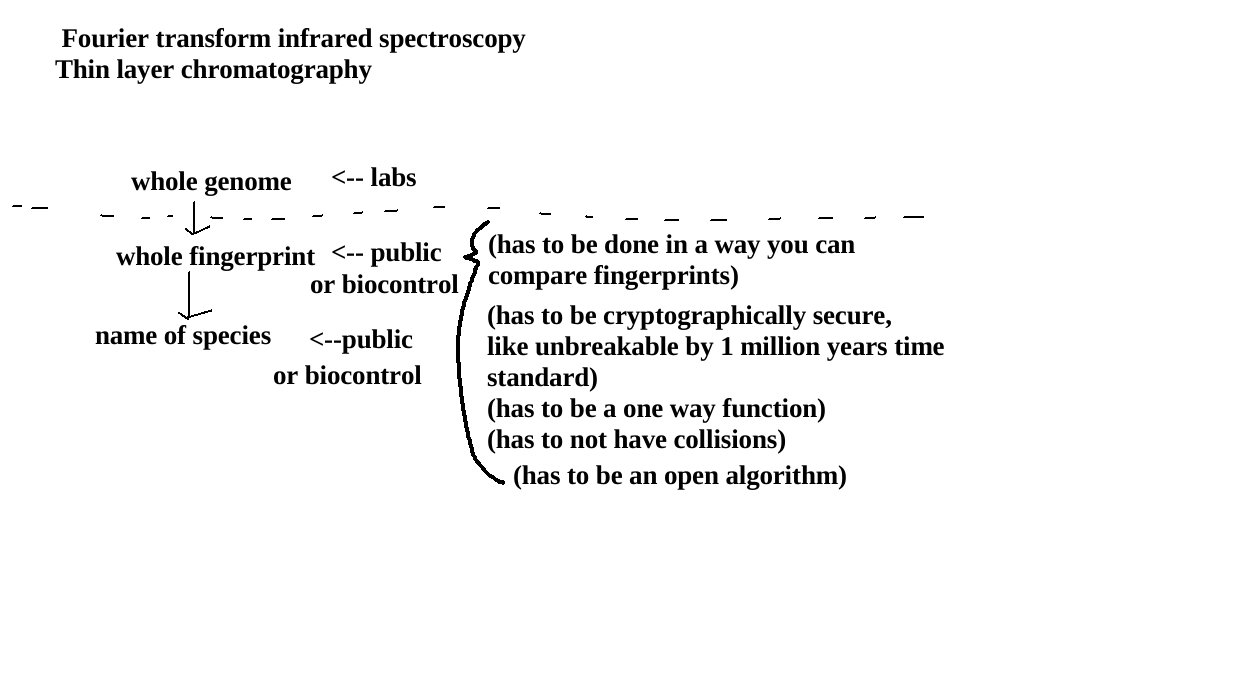 Fourier transform infrared spectroscopy
Thin layer chromatography
whole genome <-- labs
whole fingerprint <-- public
or biocontrol
name of species <--public
or biocontrol
(has to be done in a way you can
compare fingerprints)
(has to be cryptographically secure,
like unbreakable by 1 million years time
standard)
(has to be a one way function)
(has to not have collisions)
(has to be an open algorithm)